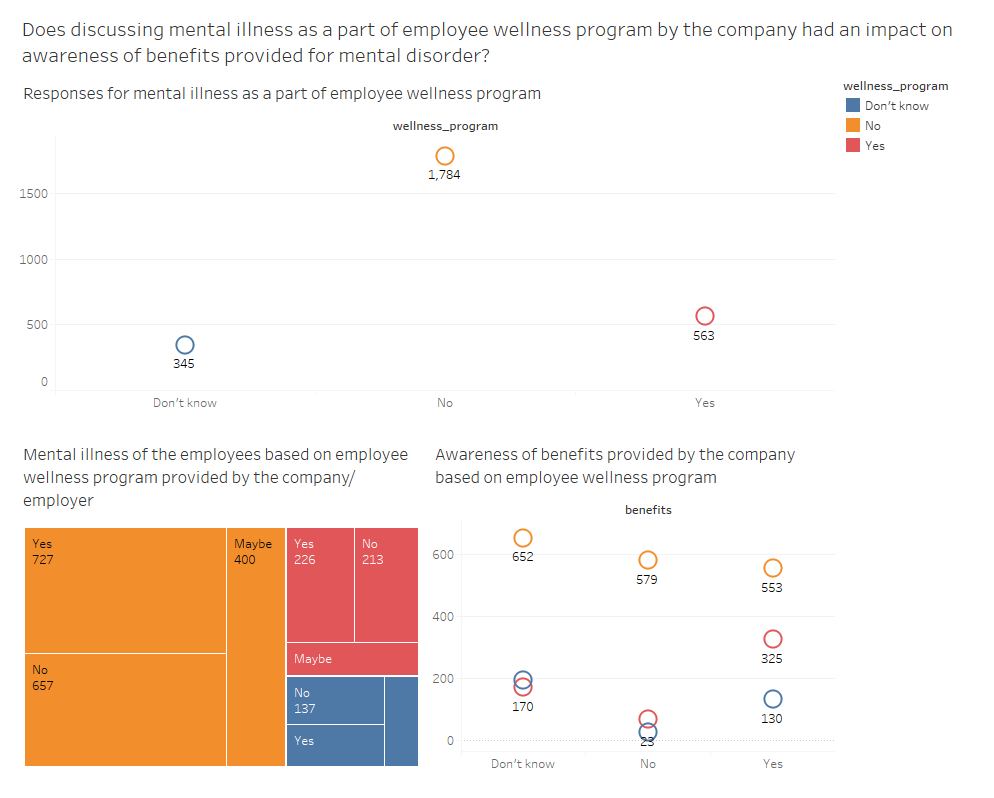 Does discussing mental illness as a part of employee wellness program by the company had an impact on
awareness of benefits provided for mental disorder?
Responses for mental illness as a part of employee wellness program
wellness_program
Don't know
No
Yes
wellness_program
1,784
1500
1000
500
563
345
0
Don't know
No
Yes
Mental illness of the employees based on employee
wellness program provided by the company/
employer
Yes
727
Maybe
400
Yes
226
No
213
No
657
Maybe
No
137
Yes
Awareness of benefits provided by the company
based on employee wellness program
benefits
600
652
579
553
400
325
200
170
130
0
23
Don't know
No
Yes